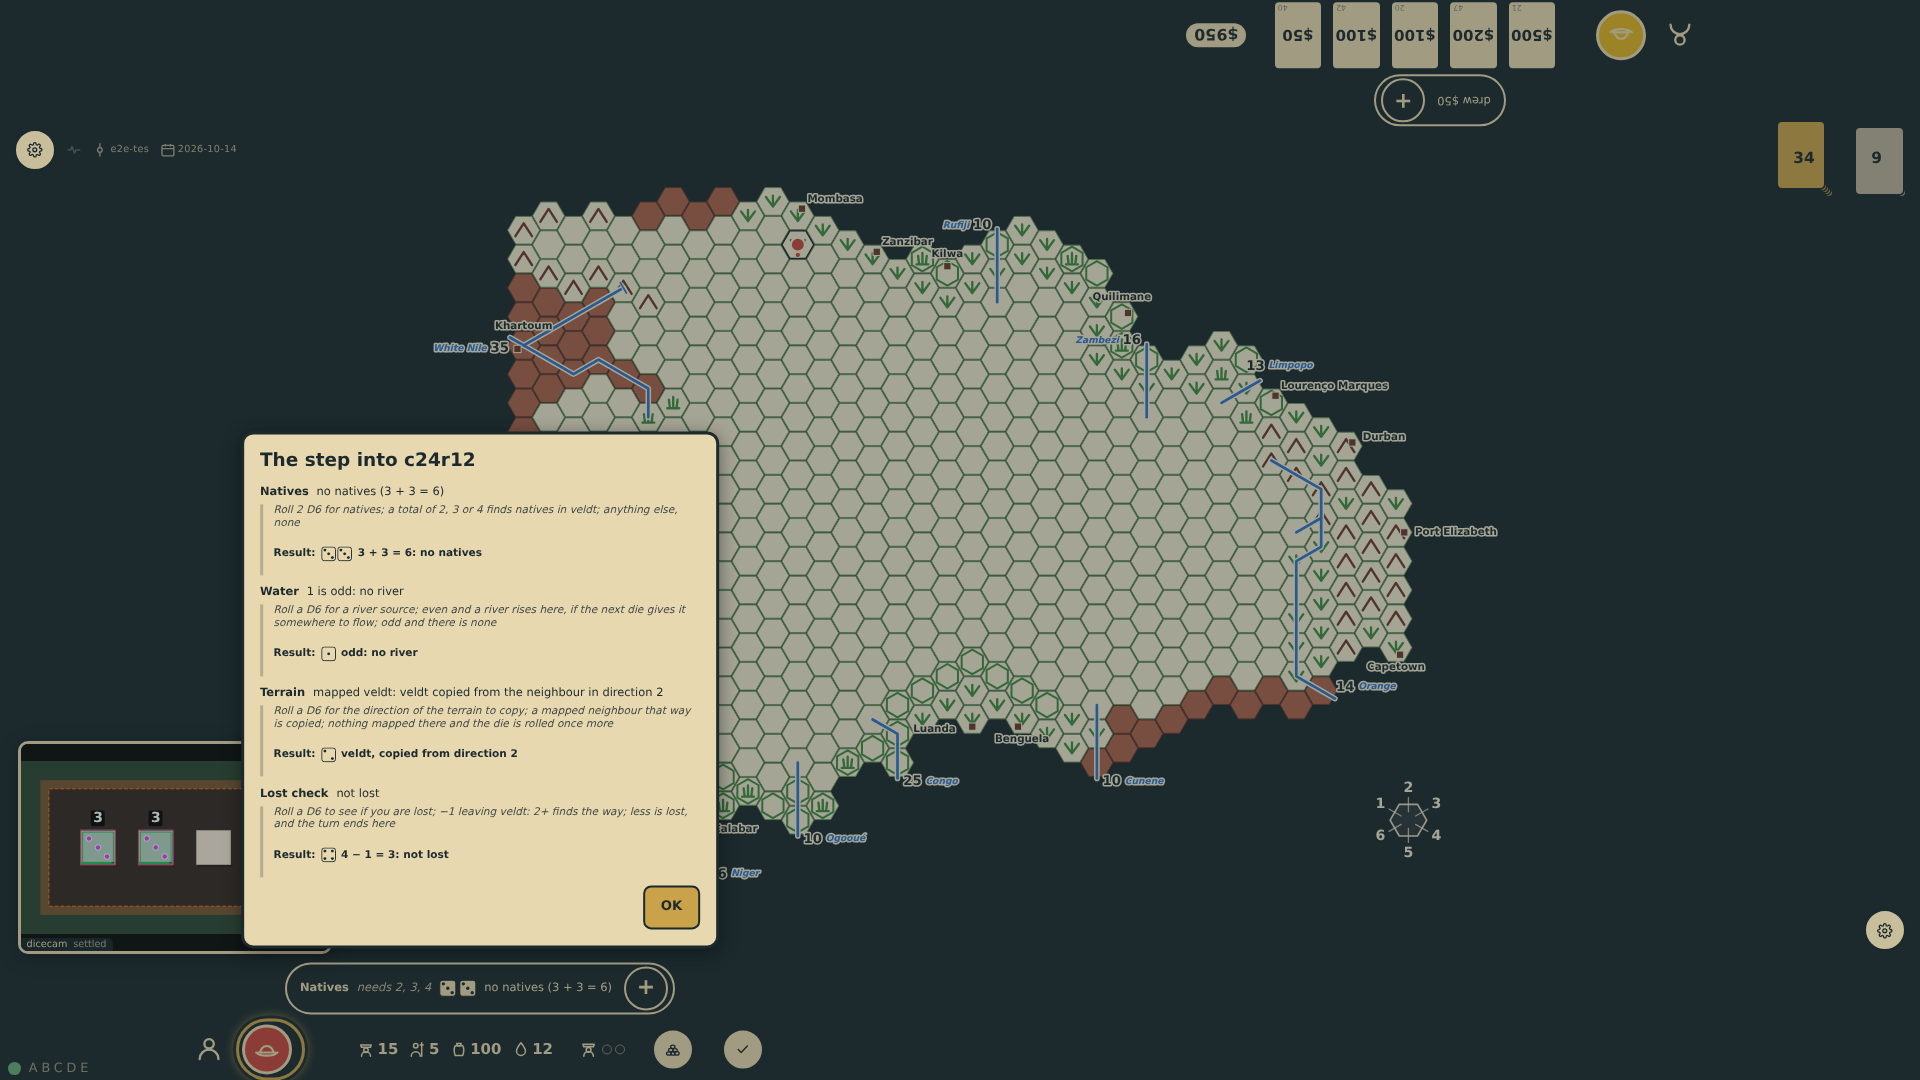 $950
$50
40
$100
42
$100
20
$200
47
$500
21
drew $50
e2e-tes
2026-10-14
34
9
Mombasa
Zanzibar
Kilwa
Rufiji 10
Quilimane
Zambezi 16
13 Limpopo
Lourenço Marques
Durban
Port Elizabeth
Capetown
14 Orange
Khartoum
White Nile 35
Luanda
Benguela
25 Congo
10 Cunene
10 Ogooué
Niger
The step into c24r12
Natives no natives (3 + 3 = 6)
Roll 2 D6 for natives; a total of 2, 3 or 4 finds natives in veldt; anything else,
none
Result: 3 + 3 = 6: no natives
Water 1 is odd: no river
Roll a D6 for a river source; even and a river rises here, if the next die gives it
somewhere to flow; odd and there is none
Result: odd: no river
Terrain mapped veldt: veldt copied from the neighbour in direction 2
Roll a D6 for the direction of the terrain to copy; a mapped neighbour that way
is copied; nothing mapped there and the die is rolled once more
Result: veldt, copied from direction 2
Lost check not lost
Roll a D6 to see if you are lost; −1 leaving veldt: 2+ finds the way; less is lost,
and the turn ends here
Result: 4 − 1 = 3: not lost
OK
3 3
dicecam settled
2
1 3
6 4
5
Natives needs 2, 3, 4 no natives (3 + 3 = 6)
15 5 100 12
A B C D E